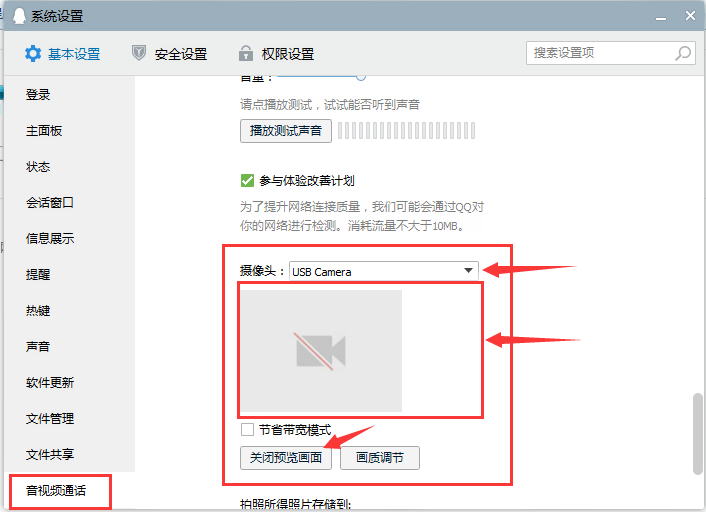 系统设置
基本设置
安全设置
权限设置
搜索设置项
登录
主面板
状态
会话窗口
信息展示
提醒
热键
声音
软件更新
文件管理
文件共享
音视频通话
音量：
请点播放测试，试试能否听到声音
播放测试声音
参与体验改善计划
为了提升网络连接质量，我们可能会通过QQ对
你的网络进行检测。消耗流量不大于10MB。
摄像头：
USB Camera
节省带宽模式
关闭预览画面
画质调节
拍照所得照片存储到: